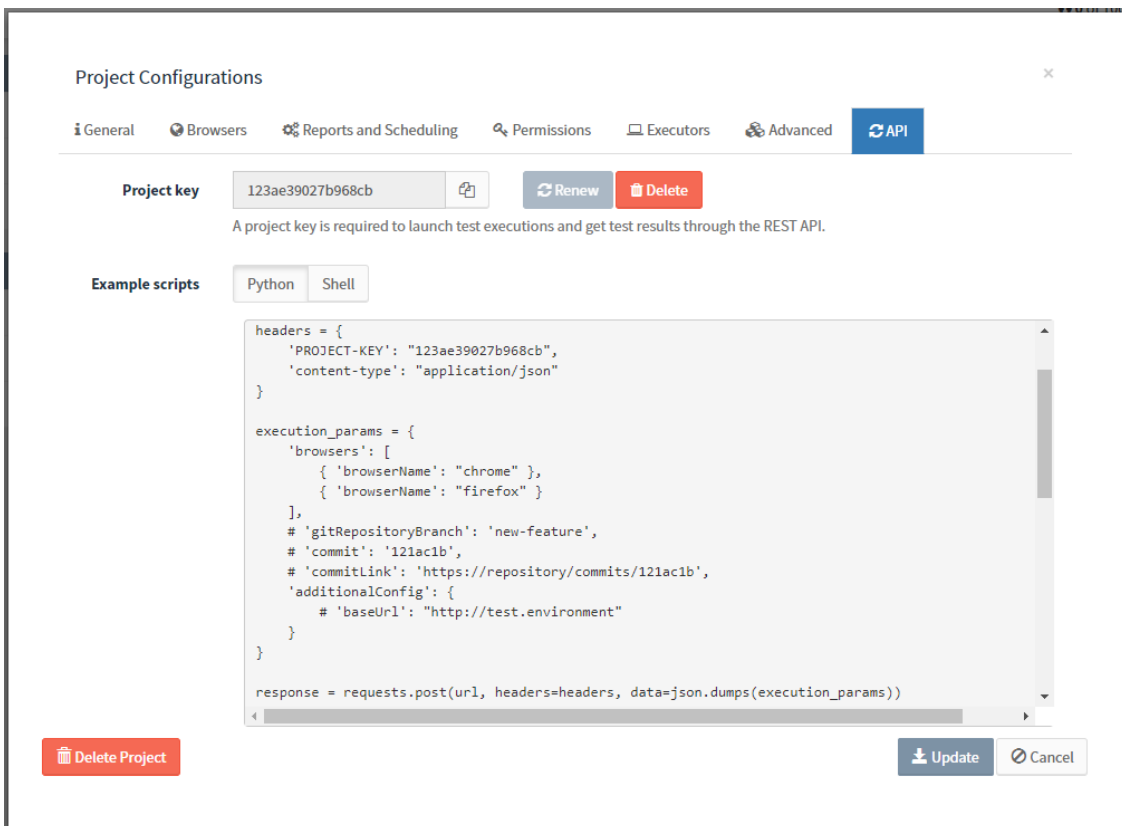 Project Configurations
×
General Browsers Reports and Scheduling Permissions Executors Advanced API
Project key 123ae39027b968cb Renew Delete
A project key is required to launch test executions and get test results through the REST API.
Example scripts Python Shell
headers = {
    'PROJECT-KEY': "123ae39027b968cb",
    'content-type': "application/json"
}
execution_params = {
    'browsers': [
        { 'browserName': "chrome" },
        { 'browserName': "firefox" }
    ],
    # 'gitRepositoryBranch': 'new-feature',
    # 'commit': '121ac1b',
    # 'commitLink': 'https://repository/commits/121ac1b',
    'additionalConfig': {
        # 'baseUrl': "http://test.environment"
    }
}
response = requests.post(url, headers=headers, data=json.dumps(execution_params))
Delete Project Update Cancel